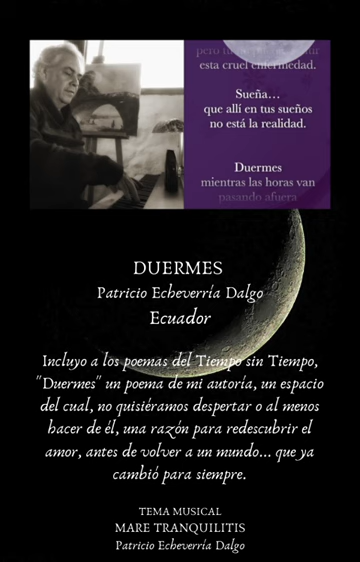 esta cruel enfermedad.
Sueña...
que allí en tus sueños
no está la realidad.
Duermes
mientras las horas van
pasando afuera
DUERMES
Patricio Echeverría Dalgo
Ecuador
Incluyo a los poemas del Tiempo sin Tiempo,
"Duermes" un poema de mi autoría, un espacio
del cual, no quisiéramos despertar o al menos
hacer de él, una razón para redescubrir el
amor, antes de volver a un mundo... que ya
cambió para siempre.
TEMA MUSICAL
MARE TRANQUILITIS
Patricio Echeverría Dalgo